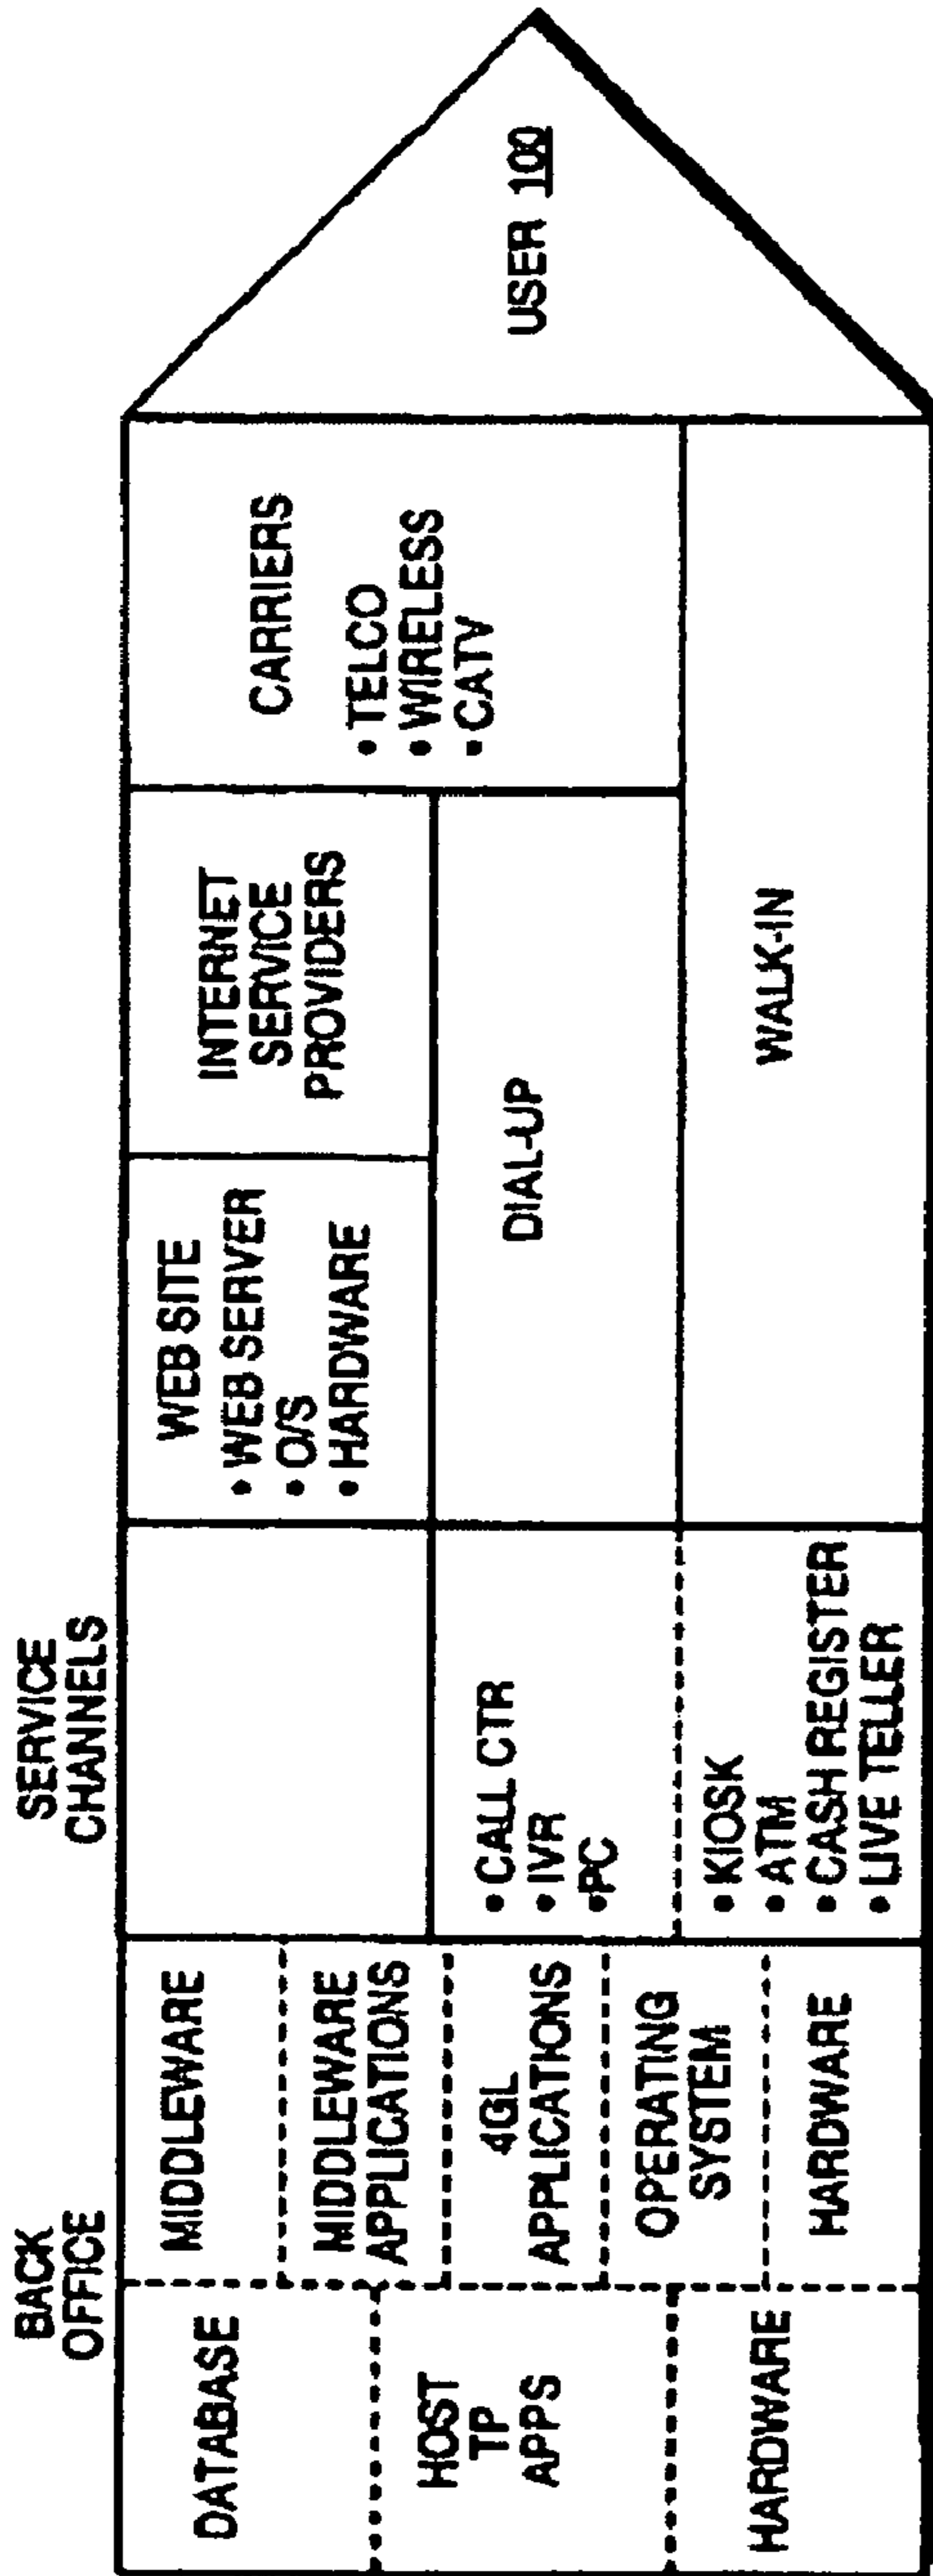 BACK
OFFICE
SERVICE
CHANNELS
DATABASE
HOST
TP
APPS
HARDWARE
MIDDLEWARE
MIDDLEWARE
APPLICATIONS
4GL
APPLICATIONS
OPERATING
SYSTEM
HARDWARE
• CALL CTR
• IVR
• PC
• KIOSK
• ATM
• CASH REGISTER
• LIVE TELLER
WEB SITE
• WEB SERVER
• O/S
• HARDWARE
INTERNET
SERVICE
PROVIDERS
DIAL-UP
WALK-IN
CARRIERS
• TELCO
• WIRELESS
• CATV
USER 100